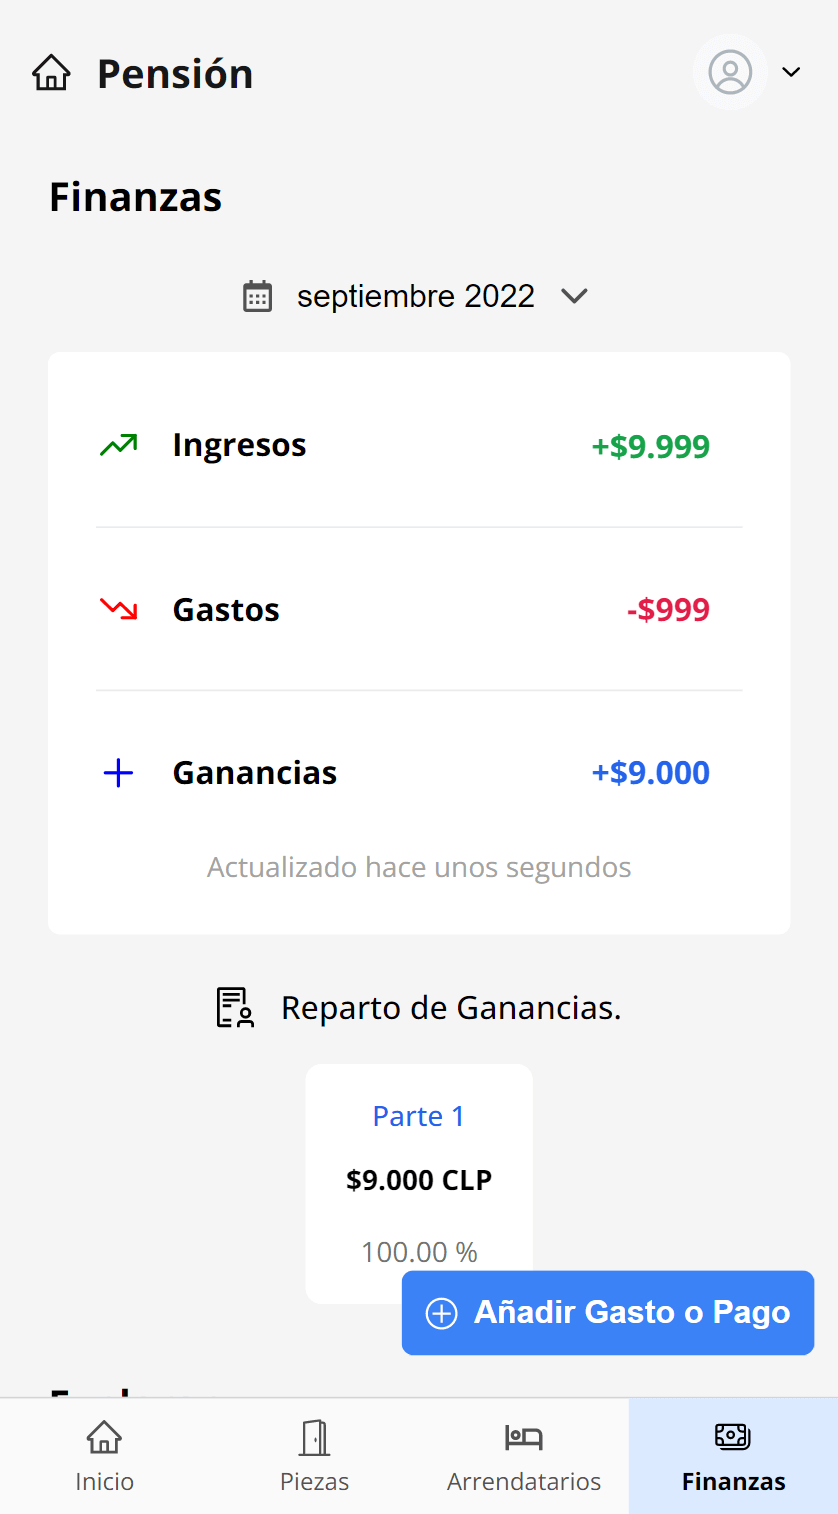 Pensión
Finanzas
septiembre 2022
Ingresos +$9.999
Gastos -$999
Ganancias +$9.000
Actualizado hace unos segundos
Reparto de Ganancias.
Parte 1
$9.000 CLP
100.00 %
Añadir Gasto o Pago
Inicio Piezas Arrendatarios Finanzas